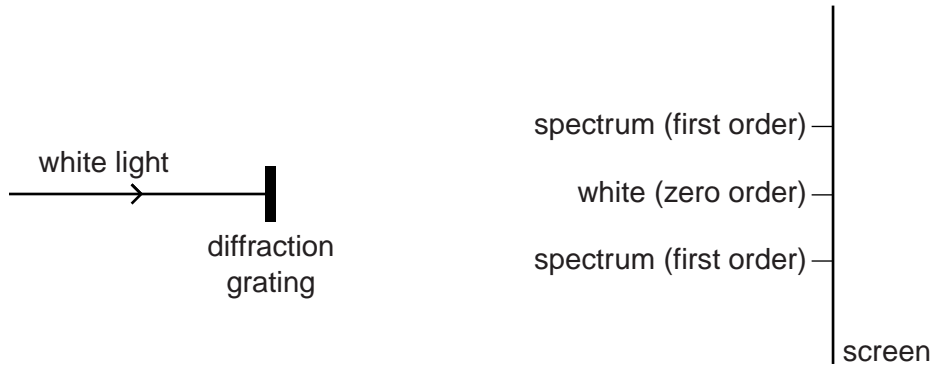 spectrum (first order)
white light
white (zero order)
diffraction
grating
spectrum (first order)
screen